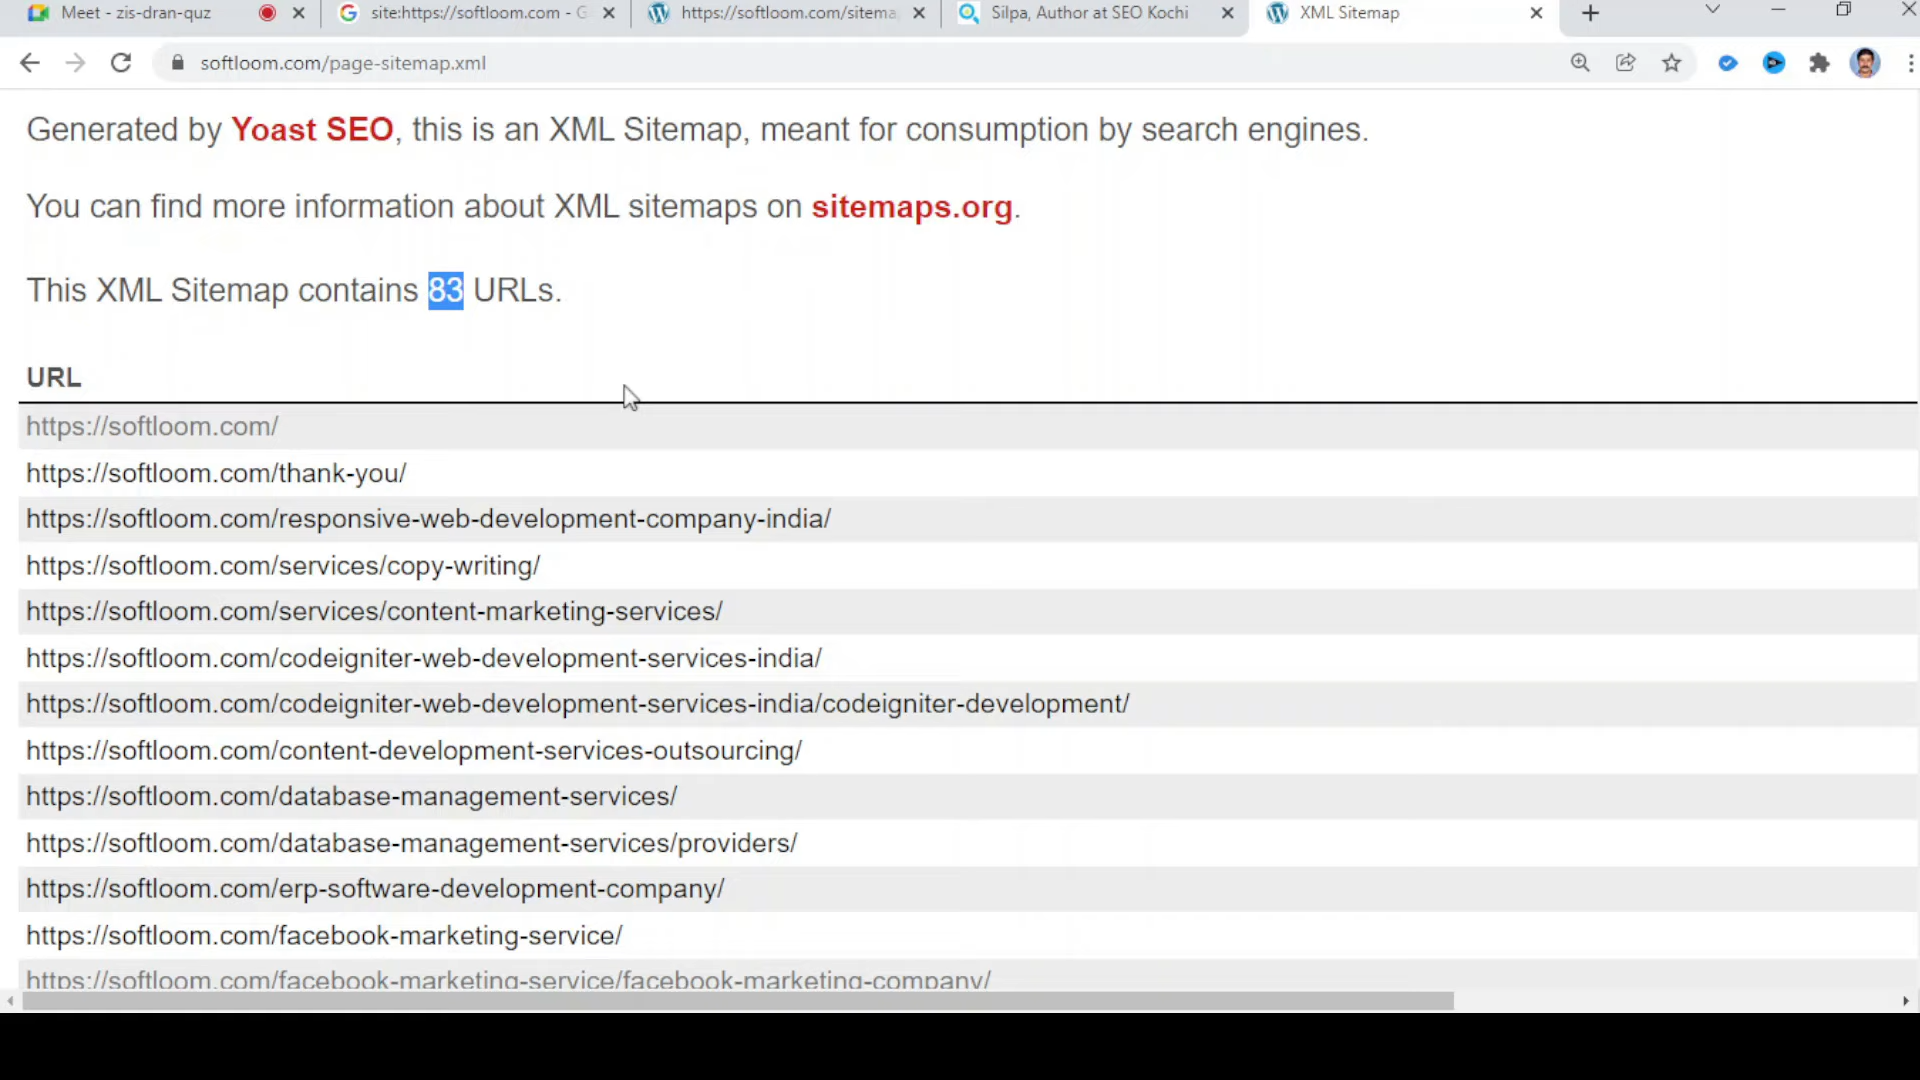 Meet - zis-dran-quz
site:https://softloom.com - G
https://softloom.com/sitema
Silpa, Author at SEO Kochi
XML Sitemap
softloom.com/page-sitemap.xml
Generated by Yoast SEO, this is an XML Sitemap, meant for consumption by search engines.
You can find more information about XML sitemaps on sitemaps.org.
This XML Sitemap contains 83 URLs.
URL
https://softloom.com/
https://softloom.com/thank-you/
https://softloom.com/responsive-web-development-company-india/
https://softloom.com/services/copy-writing/
https://softloom.com/services/content-marketing-services/
https://softloom.com/codeigniter-web-development-services-india/
https://softloom.com/codeigniter-web-development-services-india/codeigniter-development/
https://softloom.com/content-development-services-outsourcing/
https://softloom.com/database-management-services/
https://softloom.com/database-management-services/providers/
https://softloom.com/erp-software-development-company/
https://softloom.com/facebook-marketing-service/
https://softloom.com/facebook-marketing-service/facebook-marketing-company/